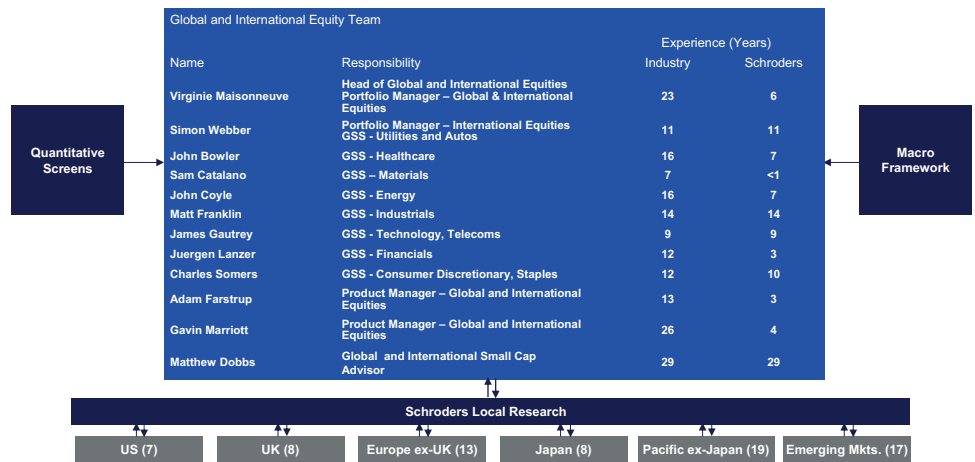 Global and International Equity Team
Experience (Years)
Name Responsibility Industry Schroders
Head of Global and International Equities
Virginie Maisonneuve Portfolio Manager – Global & International 23 6
Equities
Simon Webber Portfolio Manager – International Equities 11 11
GSS - Utilities and Autos
John Bowler GSS - Healthcare 16 7
Sam Catalano GSS – Materials 7 <1
John Coyle GSS - Energy 16 7
Matt Franklin GSS - Industrials 14 14
James Gautrey GSS - Technology, Telecoms 9 9
Juergen Lanzer GSS - Financials 12 3
Charles Somers GSS - Consumer Discretionary, Staples 12 10
Adam Farstrup Product Manager – Global and International 13 3
Equities
Gavin Marriott Product Manager – Global and International 26 4
Equities
Matthew Dobbs Global and International Small Cap 29 29
Advisor
Quantitative
Screens
Macro
Framework
Schroders Local Research
US (7) UK (8) Europe ex-UK (13) Japan (8) Pacific ex-Japan (19) Emerging Mkts. (17)